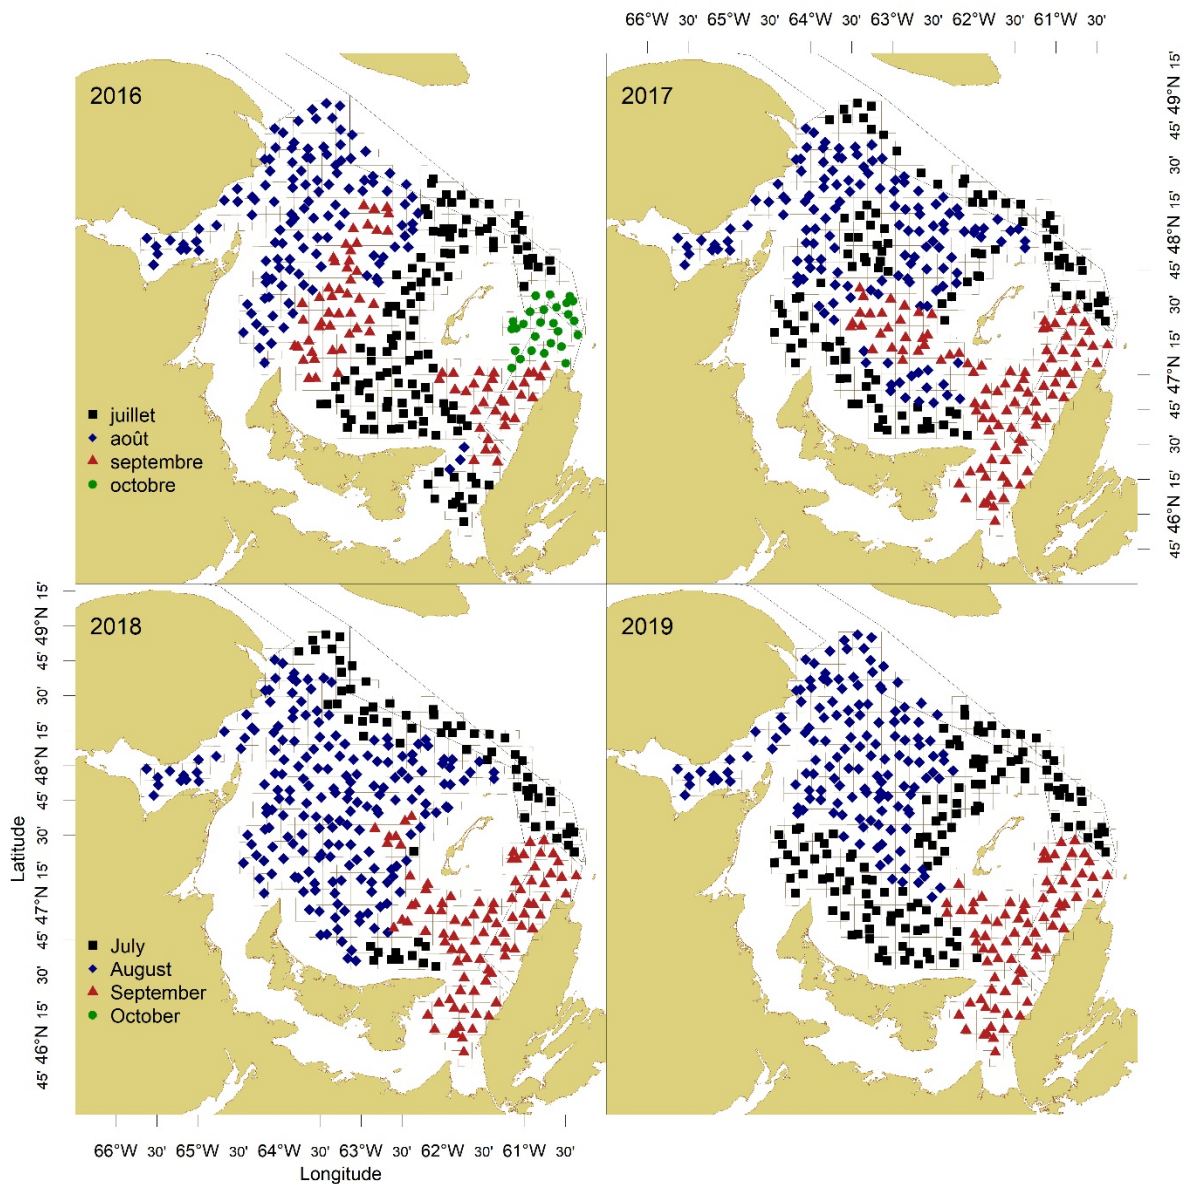 66°W 30' 65°W 30' 64°W 30' 63°W 30' 62°W 30' 61°W 30'
2016
2017
45' 46°N 15' 30' 45' 47°N 15' 30' 45' 48°N 15' 30' 45' 49°N 15'
juillet
août
septembre
octobre
2018
2019
45' 46°N 15' 30' 45' 47°N 15' 30' 45' 48°N 15' 30' 45' 49°N 15'
Latitude
July
August
September
October
66°W 30' 65°W 30' 64°W 30' 63°W 30' 62°W 30' 61°W 30'
Longitude